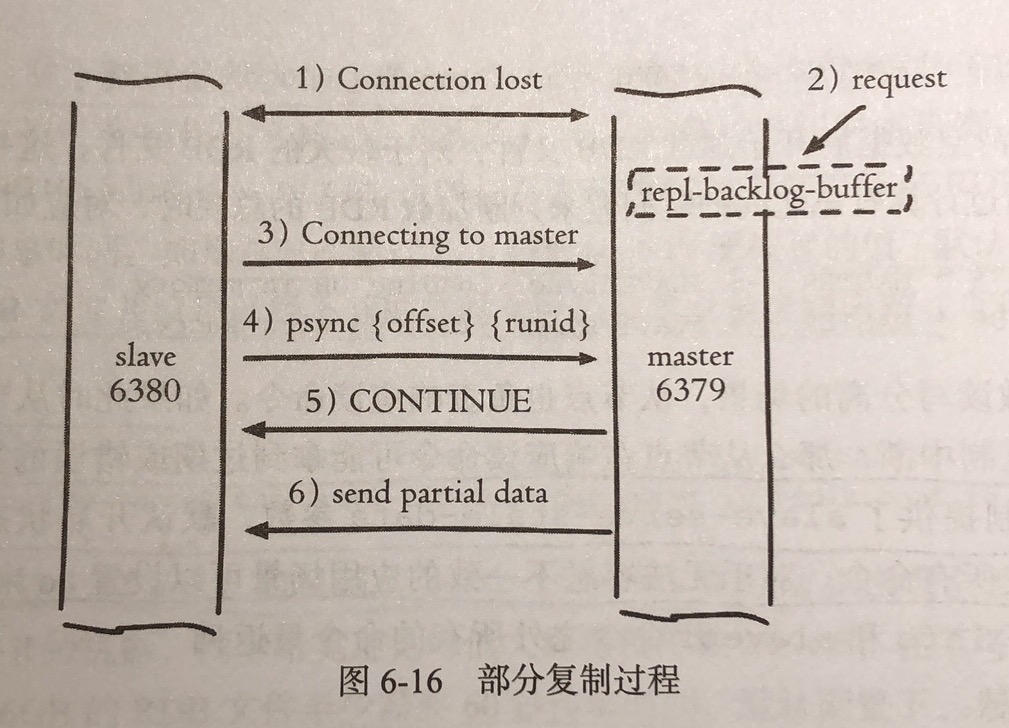 1) Connection lost
2) request
repl-backlog-buffer
3) Connecting to master
4) psync {offset} {runid}
slave
6380
master
6379
5) CONTINUE
6) send partial data
图 6-16 部分复制过程